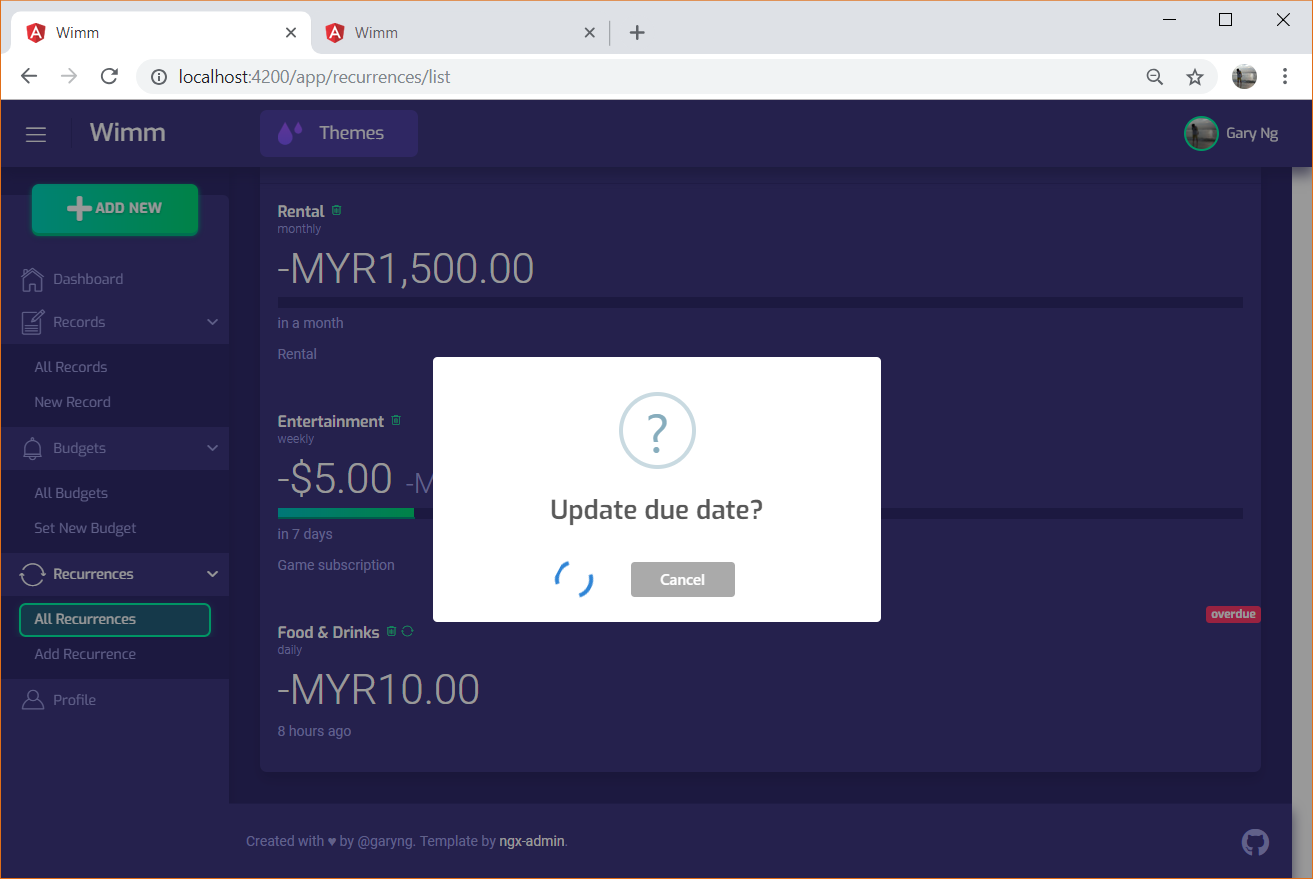 Wimm
Wimm
localhost:4200/app/recurrences/list
Wimm
Themes
Gary Ng
ADD NEW
Dashboard
Records
All Records
New Record
Budgets
All Budgets
Set New Budget
Recurrences
All Recurrences
Add Recurrence
Profile
Rental
monthly
-MYR1,500.00
in a month
Rental
Entertainment
weekly
-$5.00 -M
in 7 days
Game subscription
overdue
Food & Drinks
daily
-MYR10.00
8 hours ago
?
Update due date?
Cancel
Created with ♥ by @garyng. Template by ngx-admin.